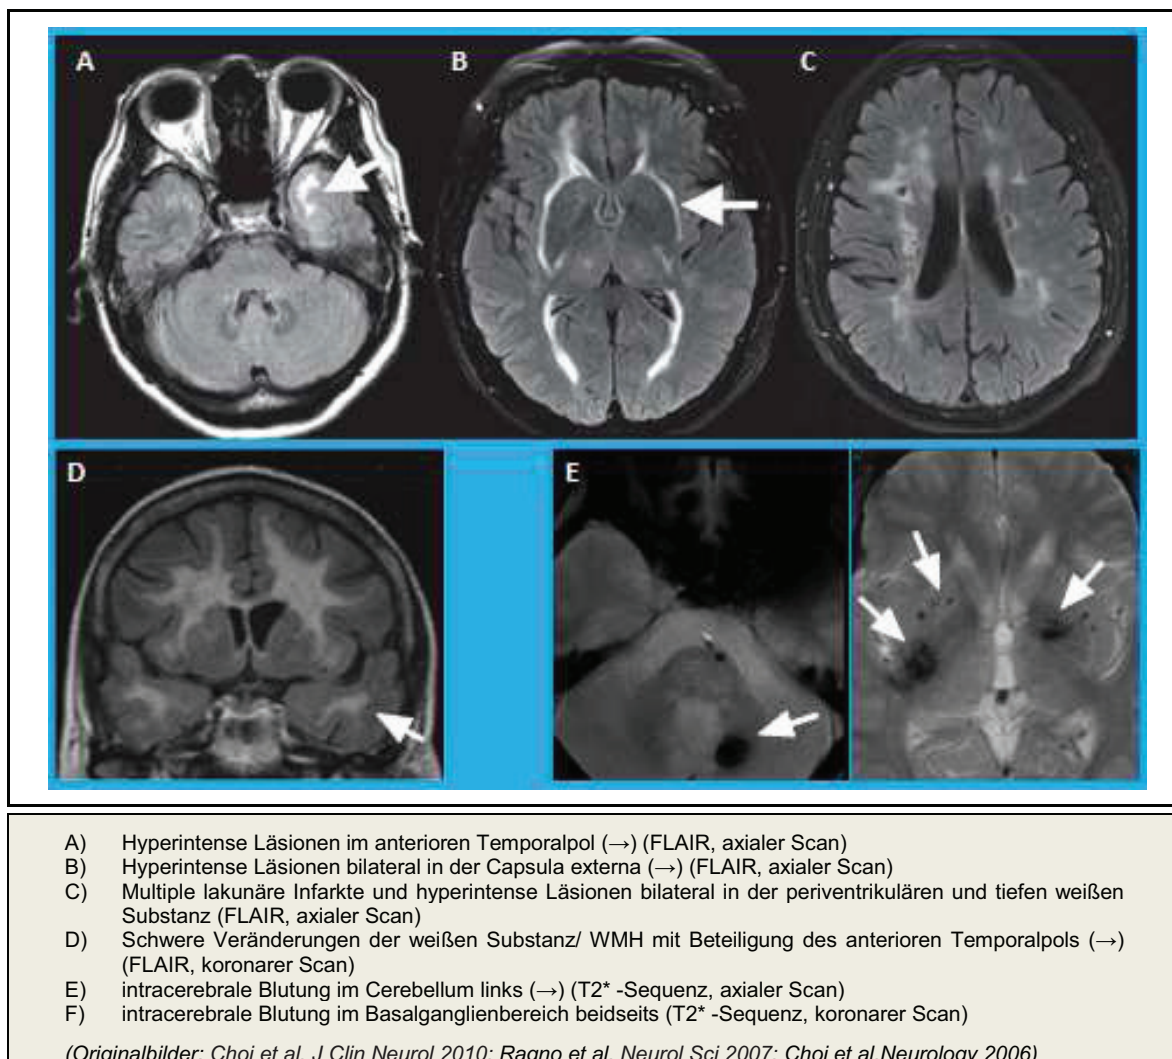 A
B
C
D
E
A) Hyperintense Läsionen im anterioren Temporalpol (→) (FLAIR, axialer Scan)
B) Hyperintense Läsionen bilateral in der Capsula externa (→) (FLAIR, axialer Scan)
C) Multiple lakunäre Infarkte und hyperintense Läsionen bilateral in der periventrikulären und tiefen weißen
Substanz (FLAIR, axialer Scan)
D) Schwere Veränderungen der weißen Substanz/ WMH mit Beteiligung des anterioren Temporalpols (→)
(FLAIR, koronarer Scan)
E) intracerebrale Blutung im Cerebellum links (→) (T2* -Sequenz, axialer Scan)
F) intracerebrale Blutung im Basalganglienbereich beidseits (T2* -Sequenz, koronarer Scan)
(Originalbilder: Choi et al. J Clin Neurol 2010; Ragno et al. Neurol Sci 2007; Choi et al Neurology 2006)